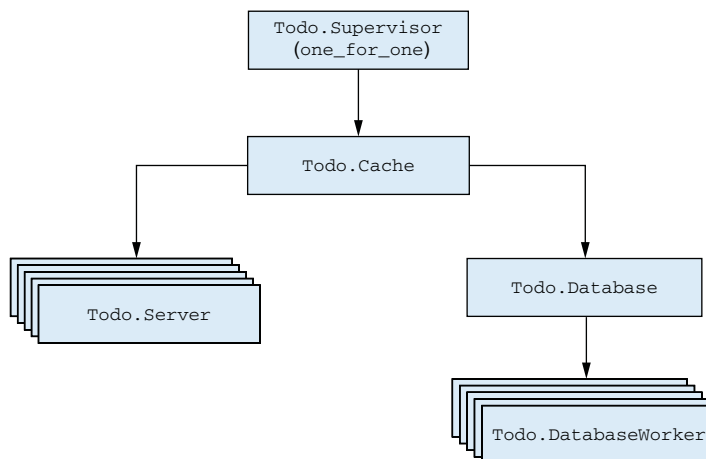 Todo.Supervisor
(one_for_one)
Todo.Cache
Todo.Server
Todo.Database
Todo.DatabaseWorker